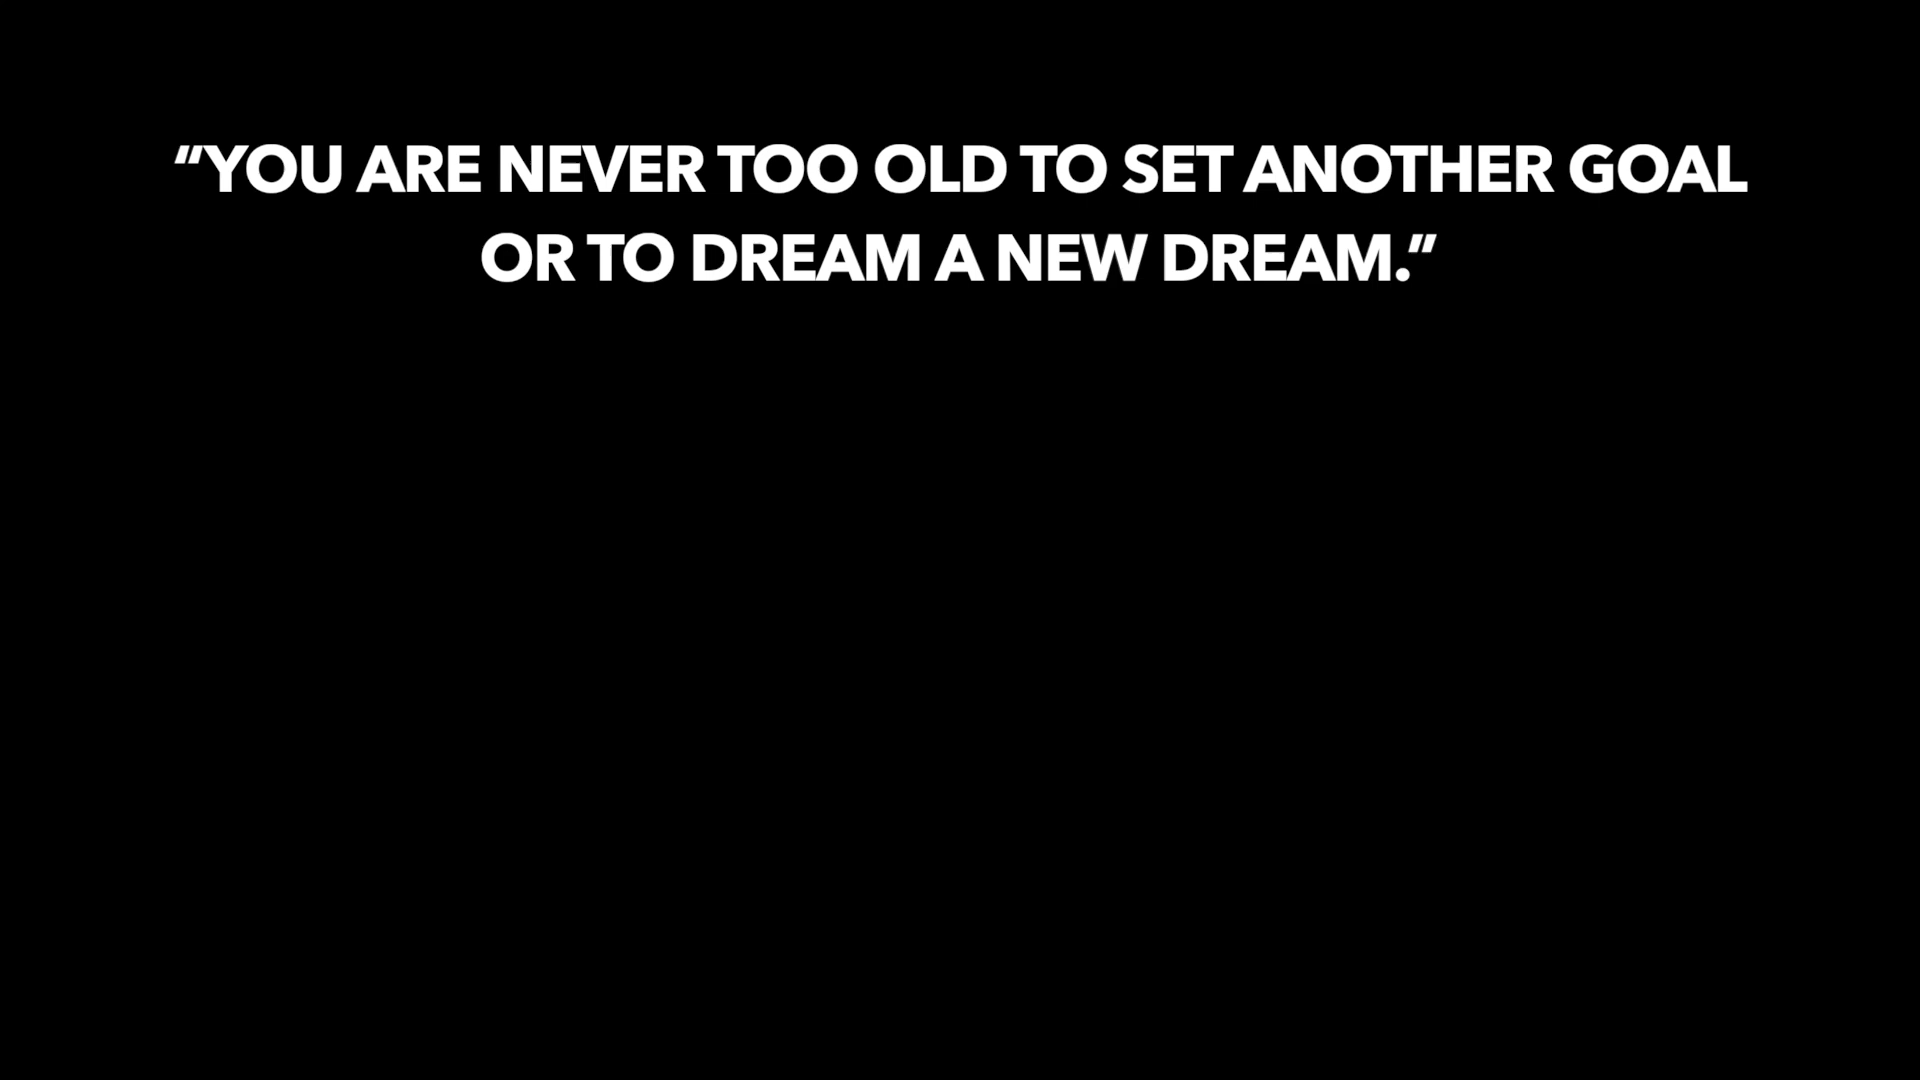 “YOU ARE NEVER TOO OLD TO SET ANOTHER GOAL
OR TO DREAM A NEW DREAM.”